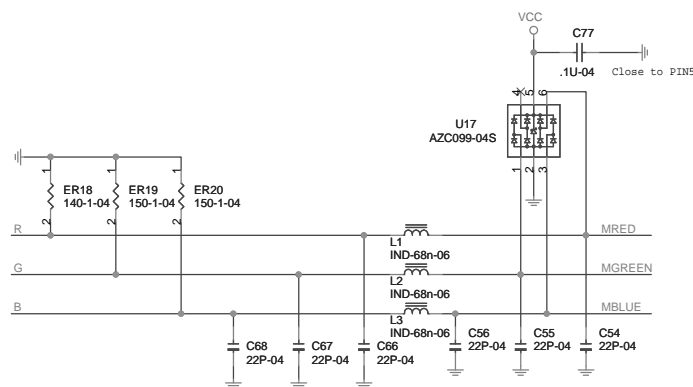 VCC
C77
.1U-04
Close to PIN5
4
5
6
U17
AZC099-04S
1
2
3
1
1
1
ER18
140-1-04
ER19
150-1-04
ER20
150-1-04
2
2
2
R
MRED
L1
IND-68n-06
G
MGREEN
L2
IND-68n-06
B
MBLUE
L3
IND-68n-06
C68
22P-04
C67
22P-04
C66
22P-04
C56
22P-04
C55
22P-04
C54
22P-04